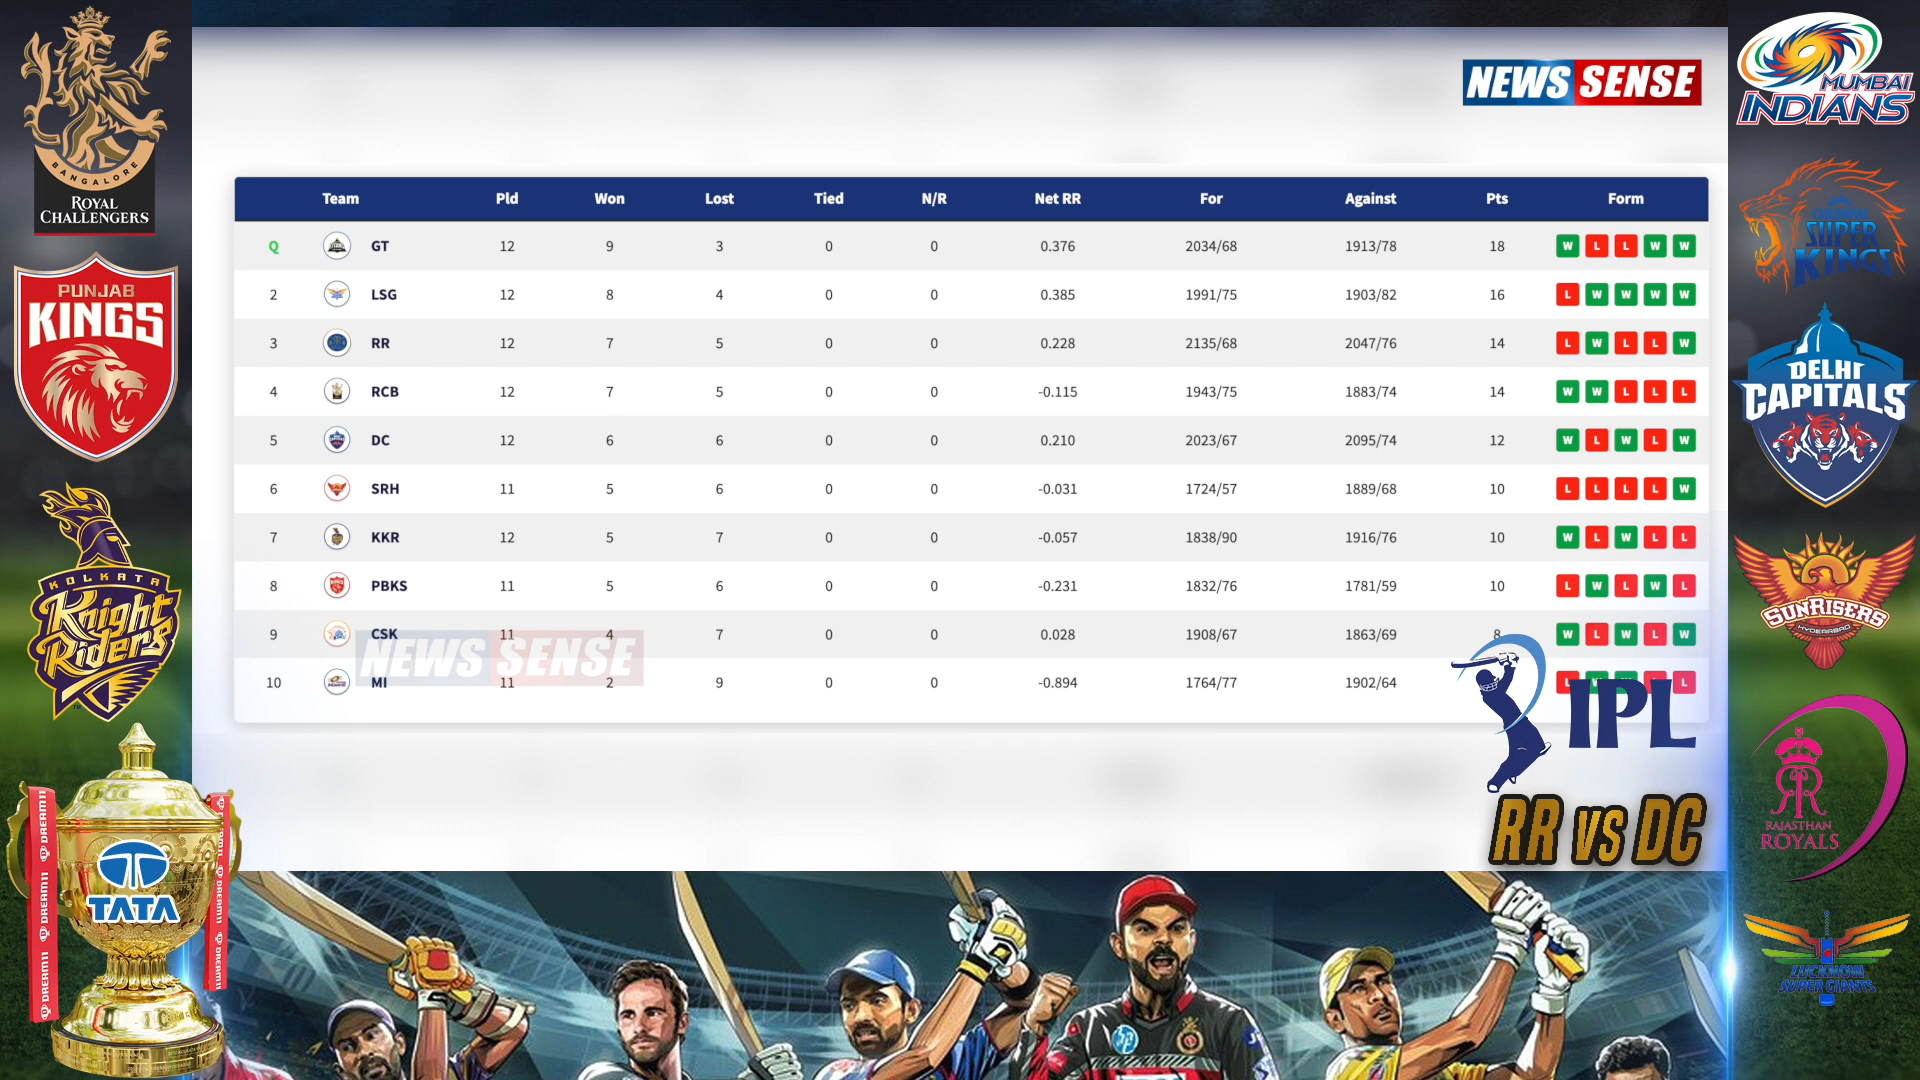 BANGALORE
ROYAL
CHALLENGERS
PUNJAB
KINGS
KOLKATA
Knight
Riders
TM
DREAM11
DREAM11
DREAM11
TATA
DREAM11
DREAM11
NEWS SENSE
Team Pld Won Lost Tied N/R Net RR For Against Pts Form
Q GT 12 9 3 0 0 0.376 2034/68 1913/78 18 W L L W W
2 LSG 12 8 4 0 0 0.385 1991/75 1903/82 16 L W W W W
3 RR 12 7 5 0 0 0.228 2135/68 2047/76 14 L W L L W
4 RCB 12 7 5 0 0 -0.115 1943/75 1883/74 14 W W L L L
5 DC 12 6 6 0 0 0.210 2023/67 2095/74 12 W L W L W
6 SRH 11 5 6 0 0 -0.031 1724/57 1889/68 10 L L L L W
7 KKR 12 5 7 0 0 -0.057 1838/90 1916/76 10 W L W L L
8 PBKS 11 5 6 0 0 -0.231 1832/76 1781/59 10 L W L W L
9 CSK 11 4 7 0 0 0.028 1908/67 1863/69 8 W L W L W
NEWS SENSE
10 MI 11 2 9 0 0 -0.894 1764/77 1902/64 L W W L L
IPL
RR VS DC
hp
MUMBAI
INDIANS
CHENNAI
SUPER
KINGS
DELHI
CAPITALS
SUNRISERS
HYDERABAD
RAJASTHAN
ROYALS
LUCKNOW
SUPER GIANTS